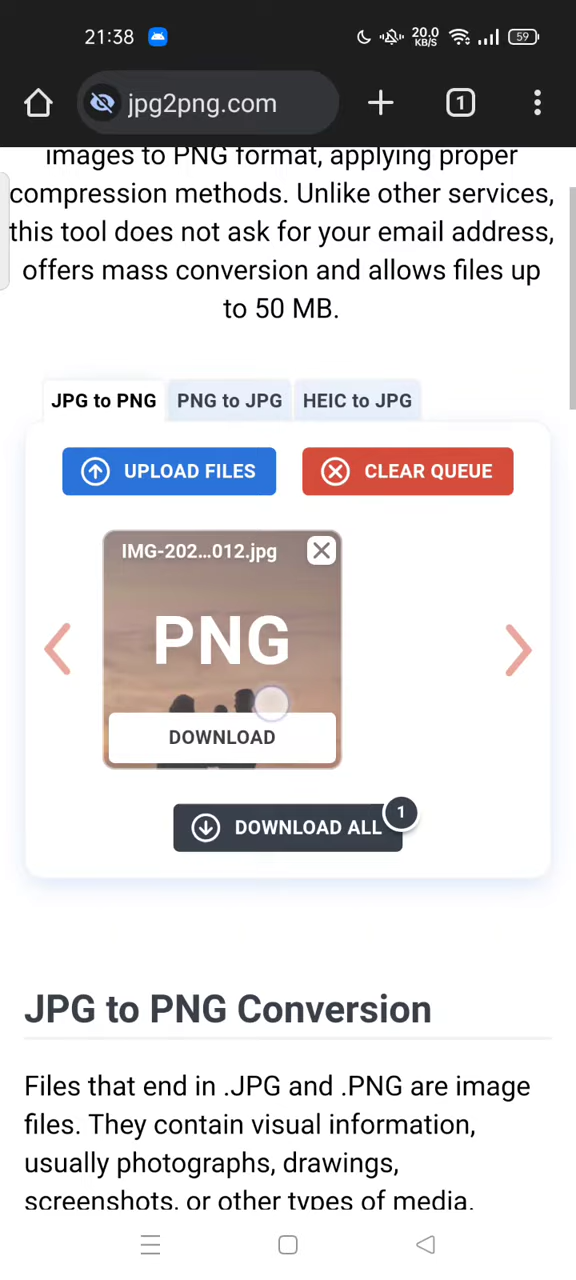 21:38
20.0
KB/S
59
jpg2png.com
1
images to PNG format, applying proper
compression methods. Unlike other services,
this tool does not ask for your email address,
offers mass conversion and allows files up
to 50 MB.
JPG to PNG
PNG to JPG
HEIC to JPG
UPLOAD FILES
CLEAR QUEUE
IMG-202...012.jpg
PNG
DOWNLOAD
DOWNLOAD ALL
1
JPG to PNG Conversion
Files that end in .JPG and .PNG are image
files. They contain visual information,
usually photographs, drawings,
screenshots, or other types of media.